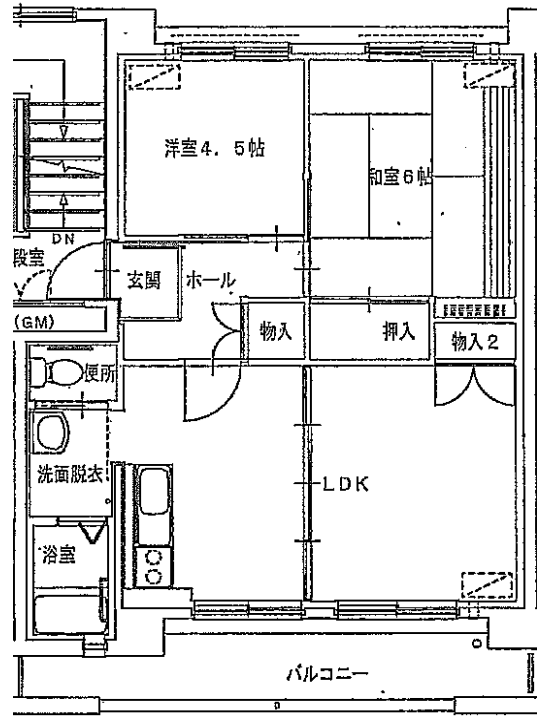 洋室4．5帖
和室6帖
DN
段室
玄関
ホール
(GM)
物入
押入
物入2
便所
洗面脱衣
LDK
浴室
バルコニー